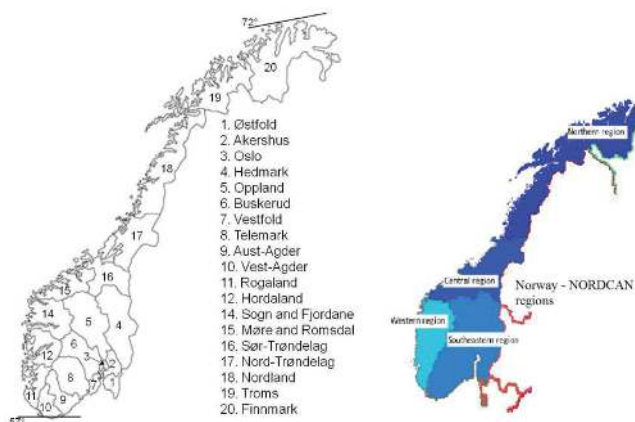 72°
20
19
18
17
16
15
14
5
4
12
6
3
2
8
7
1
11
10
9
57°
1. Østfold
2. Akershus
3. Oslo
4. Hedmark
5. Oppland
6. Buskerud
7. Vestfold
8. Telemark
9. Aust-Agder
10. Vest-Agder
11. Rogaland
12. Hordaland
14. Sogn and Fjordane
15. Møre and Romsdal
16. Sør-Trøndelag
17. Nord-Trøndelag
18. Nordland
19. Troms
20. Finnmark
Northern region
Central region
Western region
Southeastern region
Norway - NORDCAN
regions